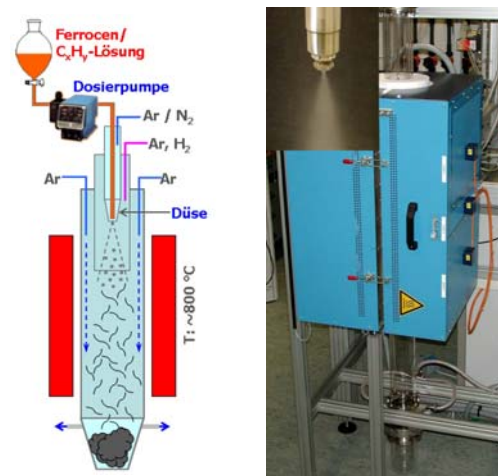 Ferrocen/
CxHy-Lösung
Dosierpumpe
Ar / N2
Ar, H2
Ar
Ar
Düse
T: ~800 °C